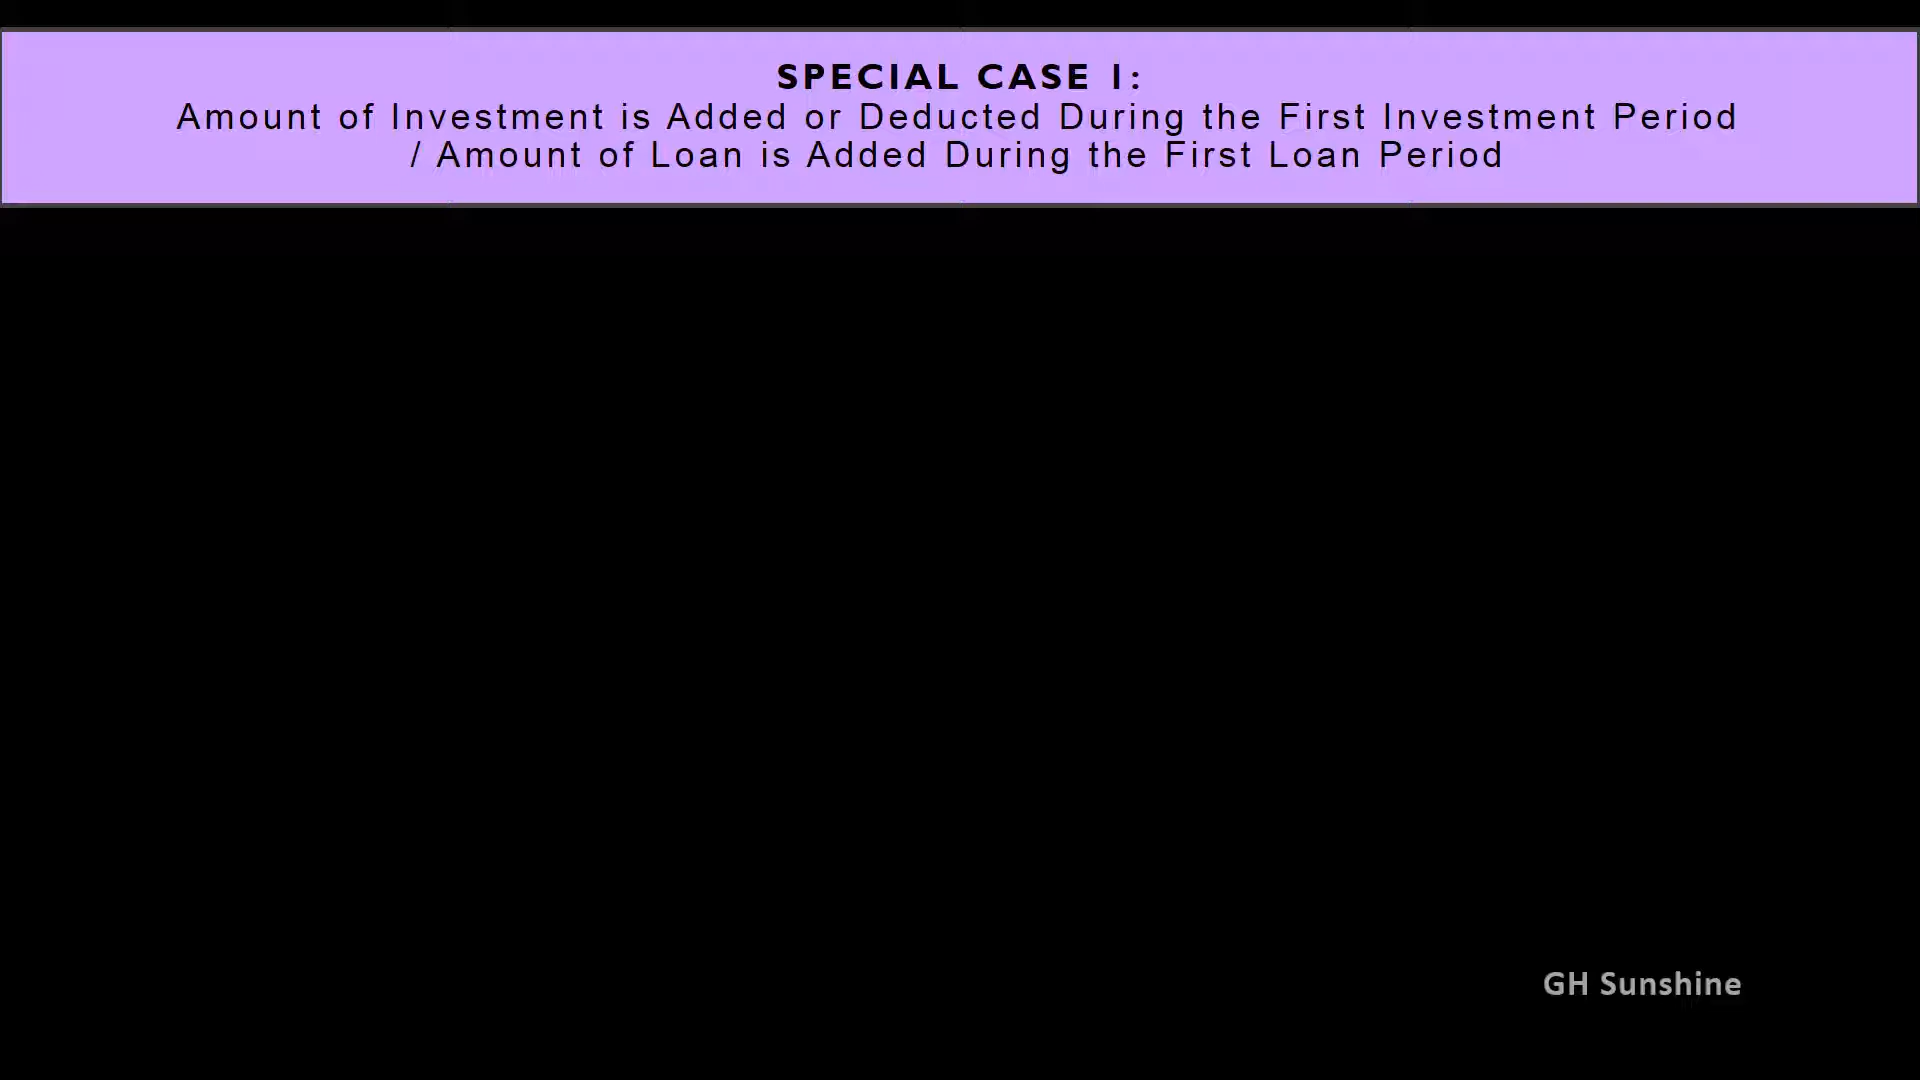 SPECIAL CASE I:
Amount of Investment is Added or Deducted During the First Investment Period
/ Amount of Loan is Added During the First Loan Period
GH Sunshine